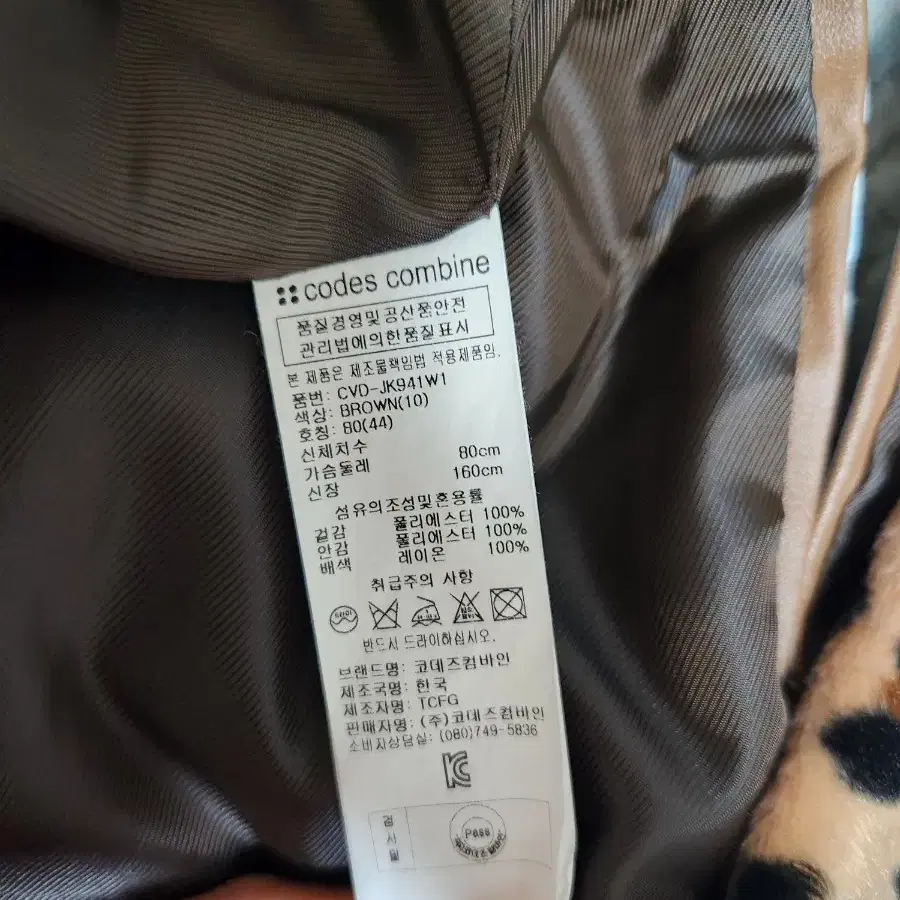 codes combine
품질경영및공산품안전
관리법에의한품질표시
본 제품은 제조물책임법 적용제품임.
품번: CVD-JK941W1
색상: BROWN(10)
호칭: 80(44)
신체치수
가슴둘레 80cm
신장 160cm
섬유의조성및혼용률
겉감 폴리에스터 100%
안감 폴리에스터 100%
배색 레이온 100%
취급주의 사항
드라이
반드시 드라이하십시오.
브랜드명: 코데즈컴바인
제조국명: 한국
제조자명: TCFG
판매자명: (주)코데즈컴바인
소비자상담실: (080)749-5836
검사필
Pass